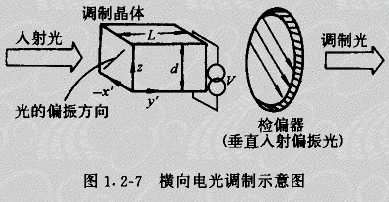 调制晶体
入射光
L
调制光
z
d
V
-x'
y'
光的偏振方向
检偏器
(垂直入射偏振光)
图 1.2-7 横向电光调制示意图